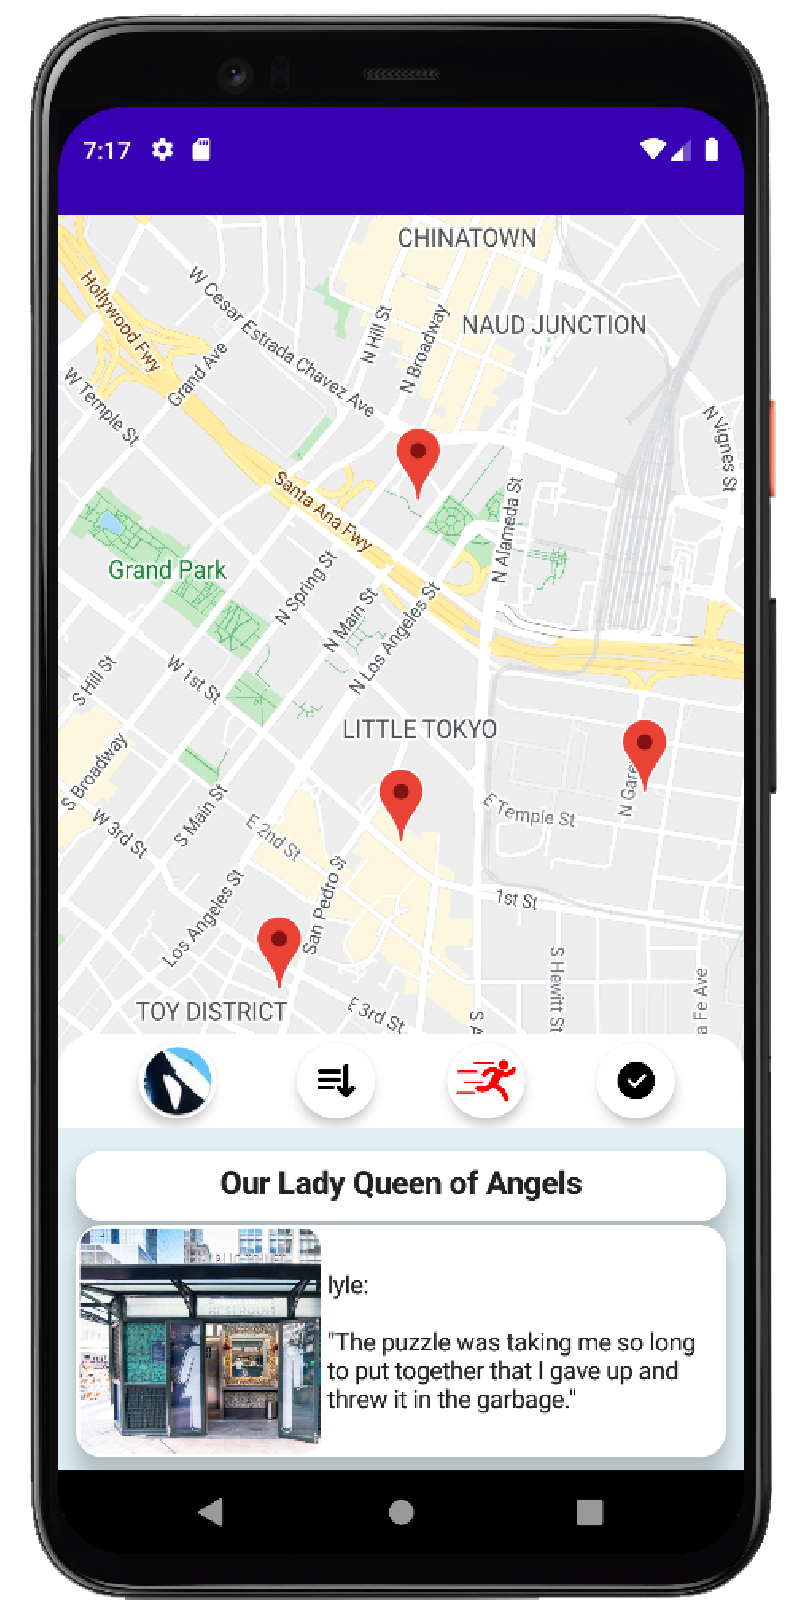 7:17
CHINATOWN
NAUD JUNCTION
Hollywood Fwy
W Cesar Estrada Chavez Ave
N Hill St
N Broadway
Grand Ave
W Temple St
N Vignes St
Santa Ana Fwy
N Alameda St
Grand Park
N Spring St
N Main St
N Los Angeles St
W 1st St
S Hill St
LITTLE TOKYO
S Broadway
N Gare
E Temple St
S Main St
E 2nd St
W 3rd St
1st St
Los Angeles St
San Pedro S
S Hewitt St
a Fe Ave
TOY DISTRICT
E 3rd St
S A
Our Lady Queen of Angels
lyle:
"The puzzle was taking me so long
to put together that I gave up and
threw it in the garbage."